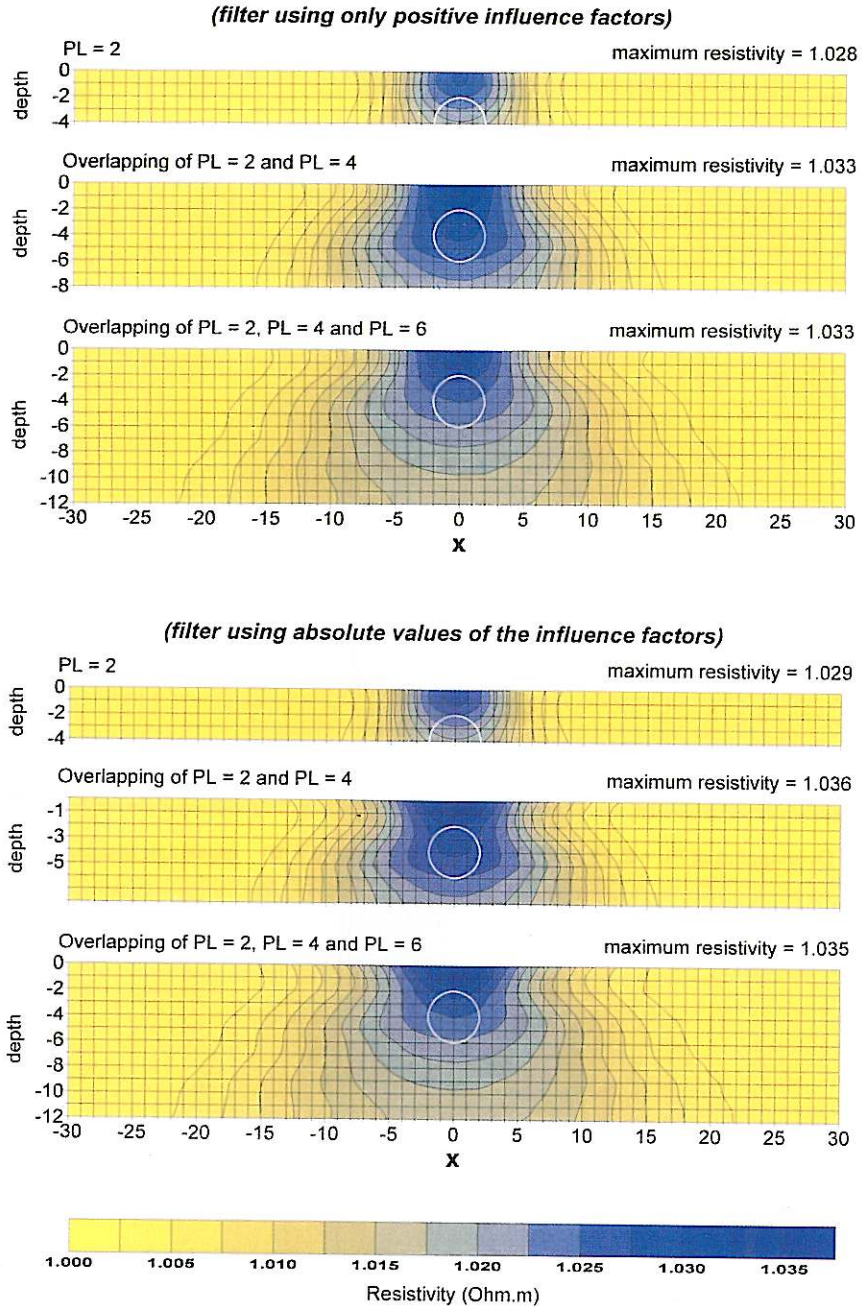 (filter using only positive influence factors)
PL = 2 maximum resistivity = 1.028
depth
0
-2
-4
Overlapping of PL = 2 and PL = 4 maximum resistivity = 1.033
depth
0
-2
-4
-6
-8
Overlapping of PL = 2, PL = 4 and PL = 6 maximum resistivity = 1.033
depth
0
-2
-4
-6
-8
-10
-12
-30 -25 -20 -15 -10 -5 0 5 10 15 20 25 30
X
(filter using absolute values of the influence factors)
PL = 2 maximum resistivity = 1.029
depth
0
-2
-4
Overlapping of PL = 2 and PL = 4 maximum resistivity = 1.036
depth
-1
-3
-5
Overlapping of PL = 2, PL = 4 and PL = 6 maximum resistivity = 1.035
depth
0
-2
-4
-6
-8
-10
-12
-30 -25 -20 -15 -10 -5 0 5 10 15 20 25 30
X
1.000 1.005 1.010 1.015 1.020 1.025 1.030 1.035
Resistivity (Ohm.m)